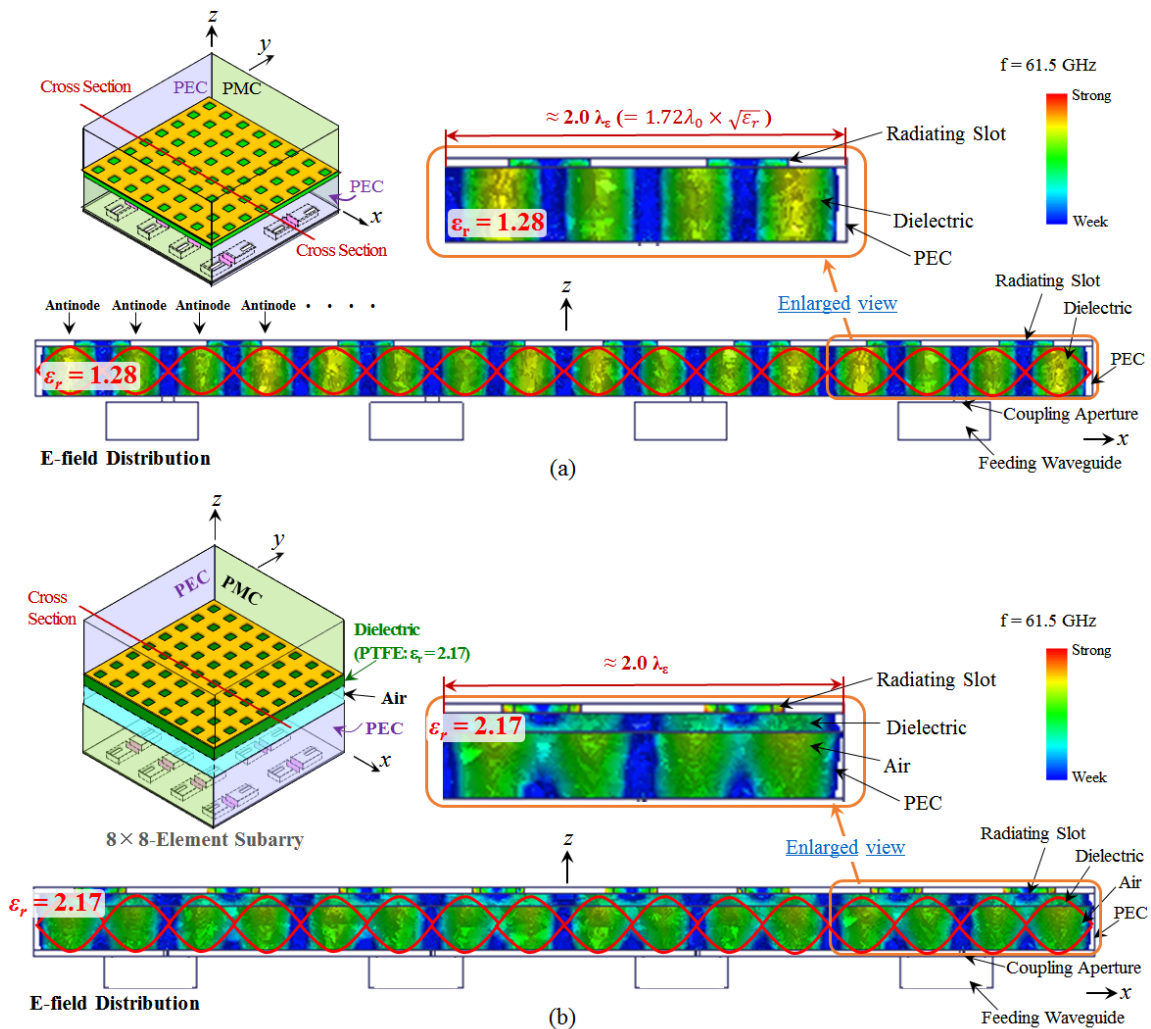 z
y
PEC
PMC
Cross Section
PEC
x
Cross Section
f = 61.5 GHz
Strong
Week
≈ 2.0 λε (= 1.72λ0 × √εr )
Radiating Slot
εr = 1.28
Dielectric
PEC
Enlarged view
Antinode Antinode Antinode Antinode · · · ·
z
Radiating Slot
Dielectric
εr = 1.28
PEC
Coupling Aperture
x
Feeding Waveguide
E-field Distribution
(a)
z
y
PEC
PMC
Cross
Section
Dielectric
(PTFE: εr = 2.17)
Air
PEC
x
8 × 8-Element Subarry
f = 61.5 GHz
Strong
Week
≈ 2.0 λε
Radiating Slot
εr = 2.17
Dielectric
Air
PEC
Enlarged view
z
Radiating Slot
Dielectric
Air
PEC
εr = 2.17
Coupling Aperture
x
Feeding Waveguide
E-field Distribution
(b)